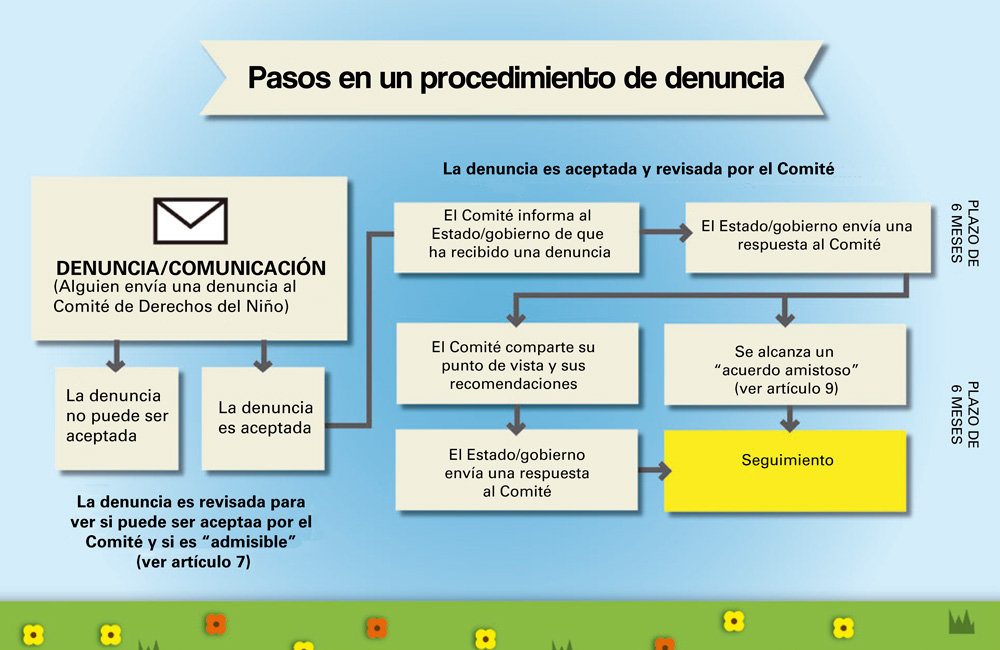 Pasos en un procedimiento de denuncia
DENUNCIA/COMUNICACIÓN
(Alguien envía una denuncia al
Comité de Derechos del Niño)
La denuncia
no puede ser
aceptada
La denuncia
es aceptada
La denuncia es revisada para
ver si puede ser aceptaa por el
Comité y si es “admisible”
(ver artículo 7)
La denuncia es aceptada y revisada por el Comité
El Comité informa al
Estado/gobierno de que
ha recibido una denuncia
El Estado/gobierno envía una
respuesta al Comité
PLAZO DE
6 MESES
El Comité comparte su
punto de vista y sus
recomendaciones
Se alcanza un
“acuerdo amistoso”
(ver artículo 9)
El Estado/gobierno
envía una respuesta
al Comité
Seguimiento
PLAZO DE
6 MESES